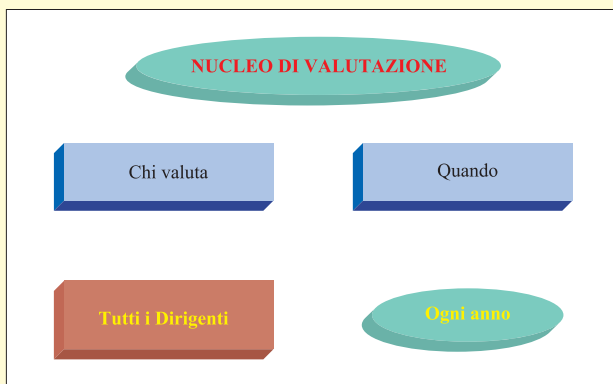 NUCLEO DI VALUTAZIONE
Chi valuta
Quando
Tutti i Dirigenti
Ogni anno